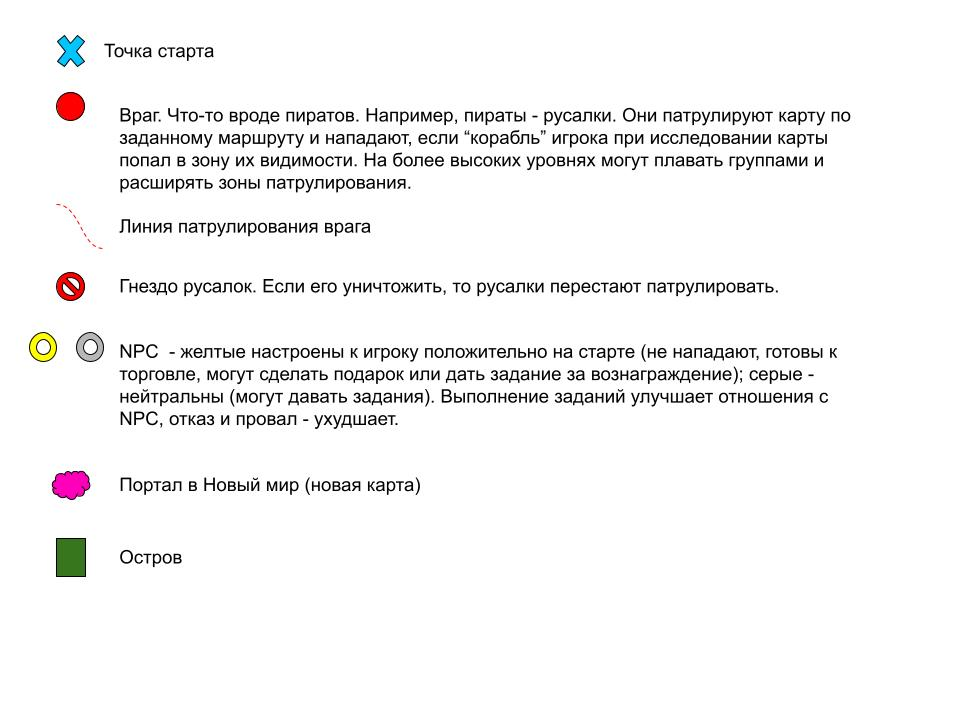 Точка старта
Враг. Что-то вроде пиратов. Например, пираты - русалки. Они патрулируют карту по
заданному маршруту и нападают, если “корабль” игрока при исследовании карты
попал в зону их видимости. На более высоких уровнях могут плавать группами и
расширять зоны патрулирования.
Линия патрулирования врага
Гнездо русалок. Если его уничтожить, то русалки перестают патрулировать.
NPC  - желтые настроены к игроку положительно на старте (не нападают, готовы к
торговле, могут сделать подарок или дать задание за вознаграждение); серые -
нейтральны (могут давать задания). Выполнение заданий улучшает отношения с
NPC, отказ и провал - ухудшает.
Портал в Новый мир (новая карта)
Остров